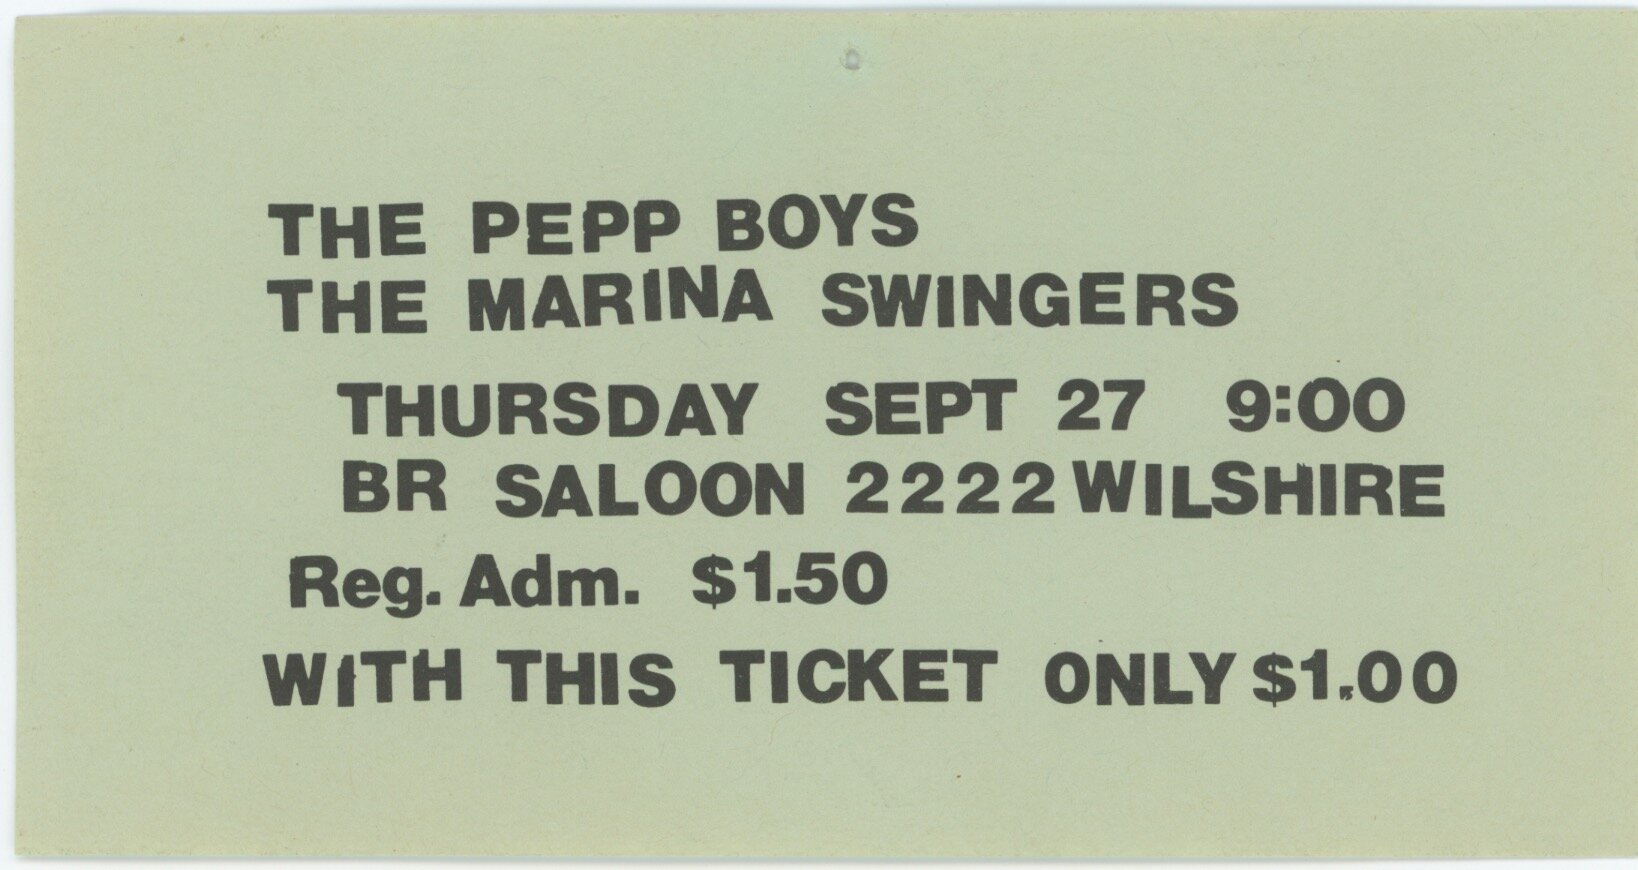 THE PEPP BOYS
THE MARINA SWINGERS
THURSDAY SEPT 27 9:00
BR SALOON 2222 WILSHIRE
Reg. Adm. $1.50
WITH THIS TICKET ONLY $1.00